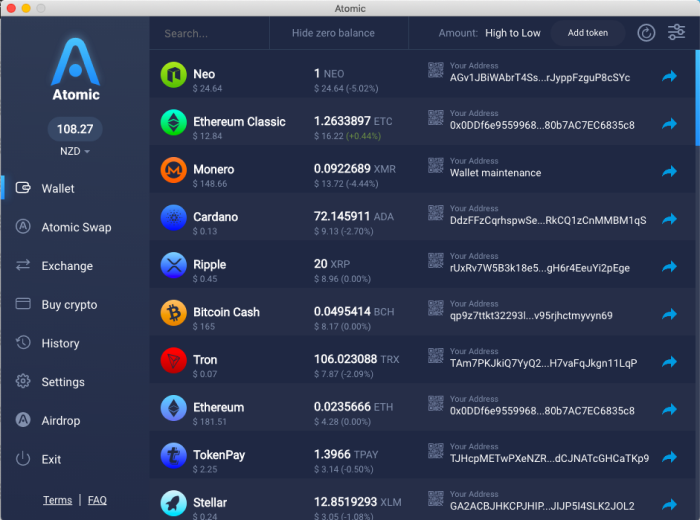 Atomic
Atomic
108.27
NZD
Wallet
Atomic Swap
Exchange
Buy crypto
History
Settings
Airdrop
Exit
Terms | FAQ
Search...
Hide zero balance
Amount: High to Low
Add token
Neo
$ 24.64
1 NEO
$ 24.64 (-5.02%)
Your Address
AGv1JBiWAbrT4Ss...rJyppFzguP8cSYc
Ethereum Classic
$ 12.84
1.2633897 ETC
$ 16.22 (+0.44%)
Your Address
0x0DDf6e9559968...80b7AC7EC6835c8
Monero
$ 148.66
0.0922689 XMR
$ 13.72 (-4.44%)
Your Address
Wallet maintenance
Cardano
$ 0.13
72.145911 ADA
$ 9.13 (-2.70%)
Your Address
DdzFFzCqrhspwSe...RkCQ1zCnMMBM1qS
Ripple
$ 0.45
20 XRP
$ 8.96 (0.00%)
Your Address
rUxRv7W5B3k18e5...gH6r4EeuYi2pEge
Bitcoin Cash
$ 165
0.0495414 BCH
$ 8.17 (0.00%)
Your Address
qp9z7ttkt32293l...v95rjhctmyvyn69
Tron
$ 0.07
106.023088 TRX
$ 7.87 (-2.09%)
Your Address
TAm7PKJkiQ7YyQ2...H7vaFqJkgn11LqP
Ethereum
$ 181.51
0.0235666 ETH
$ 4.28 (0.00%)
Your Address
0x0DDf6e9559968...80b7AC7EC6835c8
TokenPay
$ 2.25
1.3966 TPAY
$ 3.14 (-0.50%)
Your Address
TJHcpMETwPXeNZR...dCJNATcGHCaTKp9
Stellar
$ 0.24
12.8519293 XLM
$ 3.05 (-1.08%)
Your Address
GA2ACBJHKCPJHIP...JIJP5I4SLK2JOL2